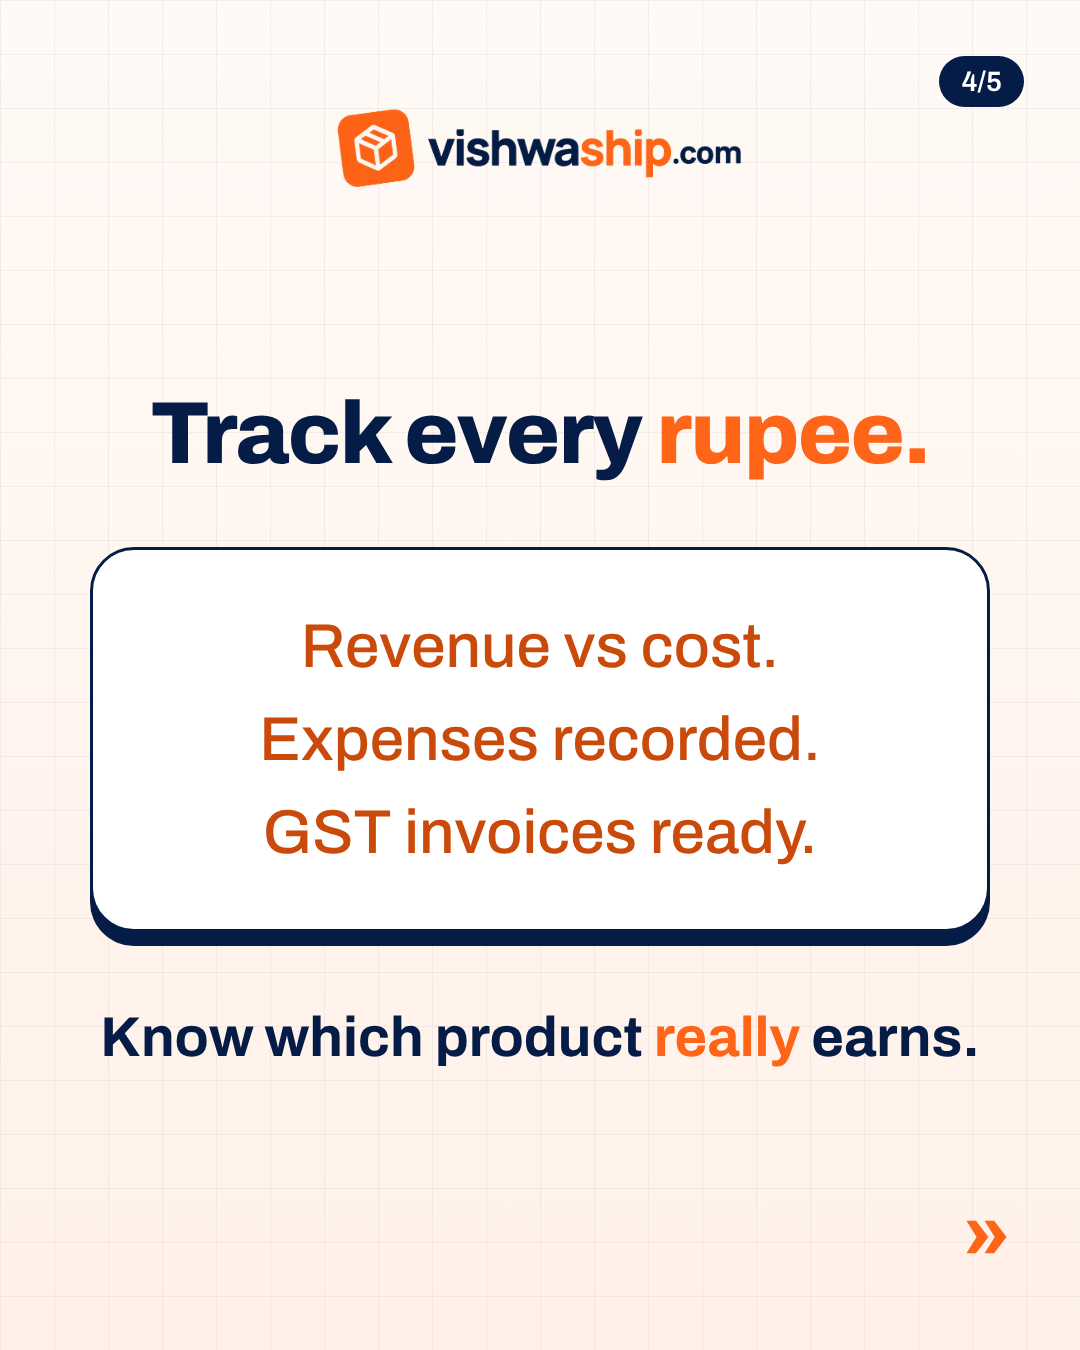 4/5
vishwaship.com
Track every rupee.
Revenue vs cost.
Expenses recorded.
GST invoices ready.
Know which product really earns.
»